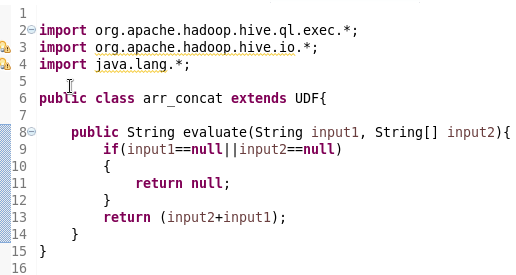 1
2 import org.apache.hadoop.hive.ql.exec.*;
3 import org.apache.hadoop.hive.io.*;
4 import java.lang.*;
5
6 public class arr_concat extends UDF{
7
8     public String evaluate(String input1, String[] input2){
9         if(input1==null||input2==null)
10         {
11             return null;
12         }
13         return (input2+input1);
14     }
15 }
16